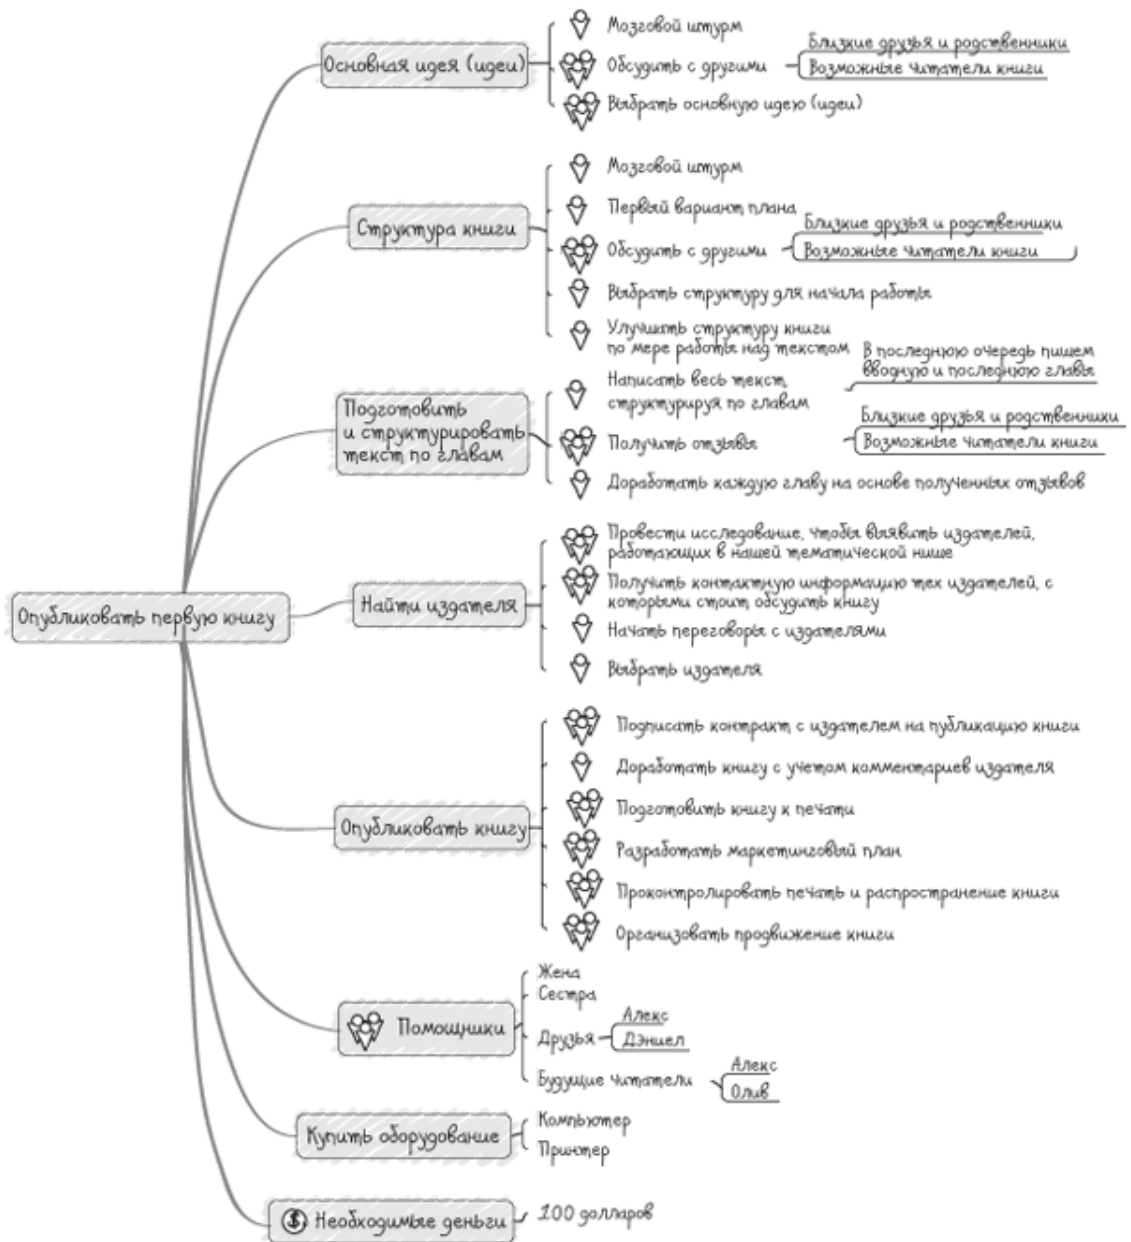 Основная идея (идеи)
Мозговой штурм
Обсудить с другими
Близкие друзья и родственники
Возможные читатели книги
Выбрать основную идею (идеи)
Структура книги
Мозговой штурм
Первый вариант плана
Обсудить с другими
Близкие друзья и родственники
Возможные читатели книги
Выбрать структуру для начала работы
Улучшать структуру книги
по мере работы над текстом
Подготовить
и структурировать
текст по главам
Написать весь текст,
структурируя по главам
В последнюю очередь пишем
вводную и последнюю главы
Получить отзывы
Близкие друзья и родственники
Возможные читатели книги
Доработать каждую главу на основе полученных отзывов
Опубликовать первую книгу
Найти издателя
Провести исследование, чтобы выявить издателей,
работающих в нашей тематической нише
Получить контактную информацию тех издателей, с
которыми стоит обсудить книгу
Начать переговоры с издателями
Выбрать издателя
Опубликовать книгу
Подписать контракт с издателем на публикацию книги
Доработать книгу с учетом комментариев издателя
Подготовить книгу к печати
Разработать маркетинговый план
Проконтролировать печать и распространение книги
Организовать продвижение книги
Помощники
Жена
Сестра
Друзья
Алекс
Дэниел
Будущие читатели
Алекс
Олив
Купить оборудование
Компьютер
Принтер
$ Необходимые деньги
100 долларов